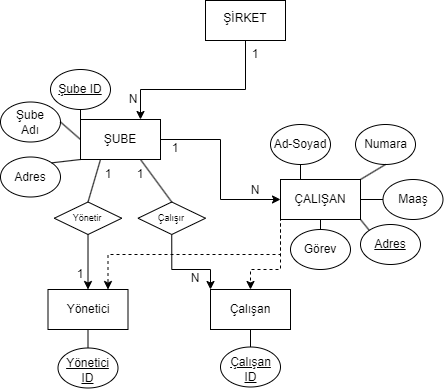 ŞİRKET
1
N
Şube ID
Şube
Adı
Adres
ŞUBE
1
1
1
N
Ad-Soyad
Numara
ÇALIŞAN
Maaş
Adres
Görev
Yönetir
Çalışır
1
N
Yönetici
Çalışan
Yönetici
ID
Çalışan
ID